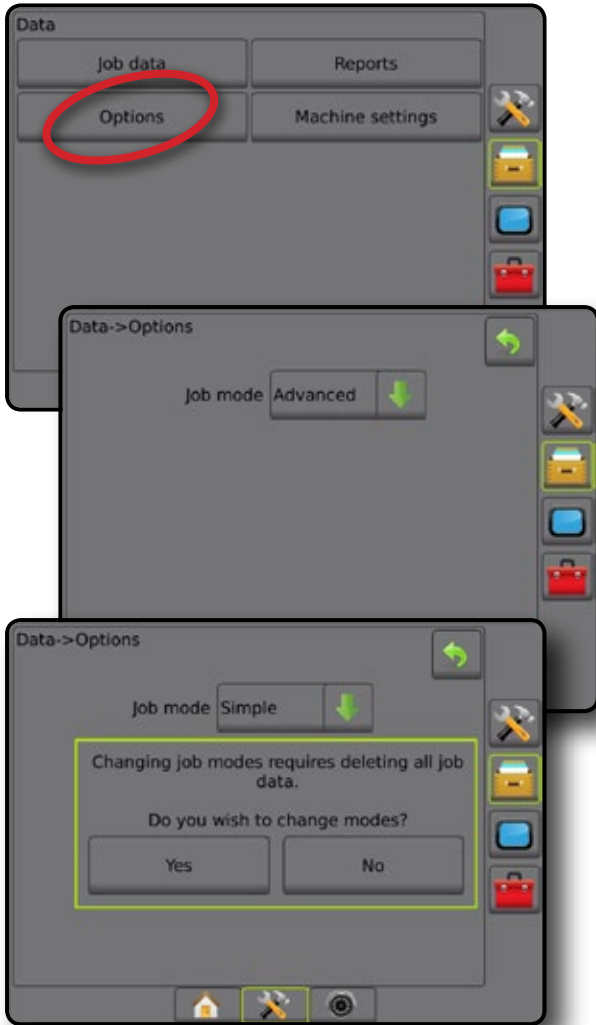 Data
Job data Reports
Options Machine settings
Data->Options
Job mode Advanced
Data->Options
Job mode Simple
Changing job modes requires deleting all job
data.
Do you wish to change modes?
Yes No